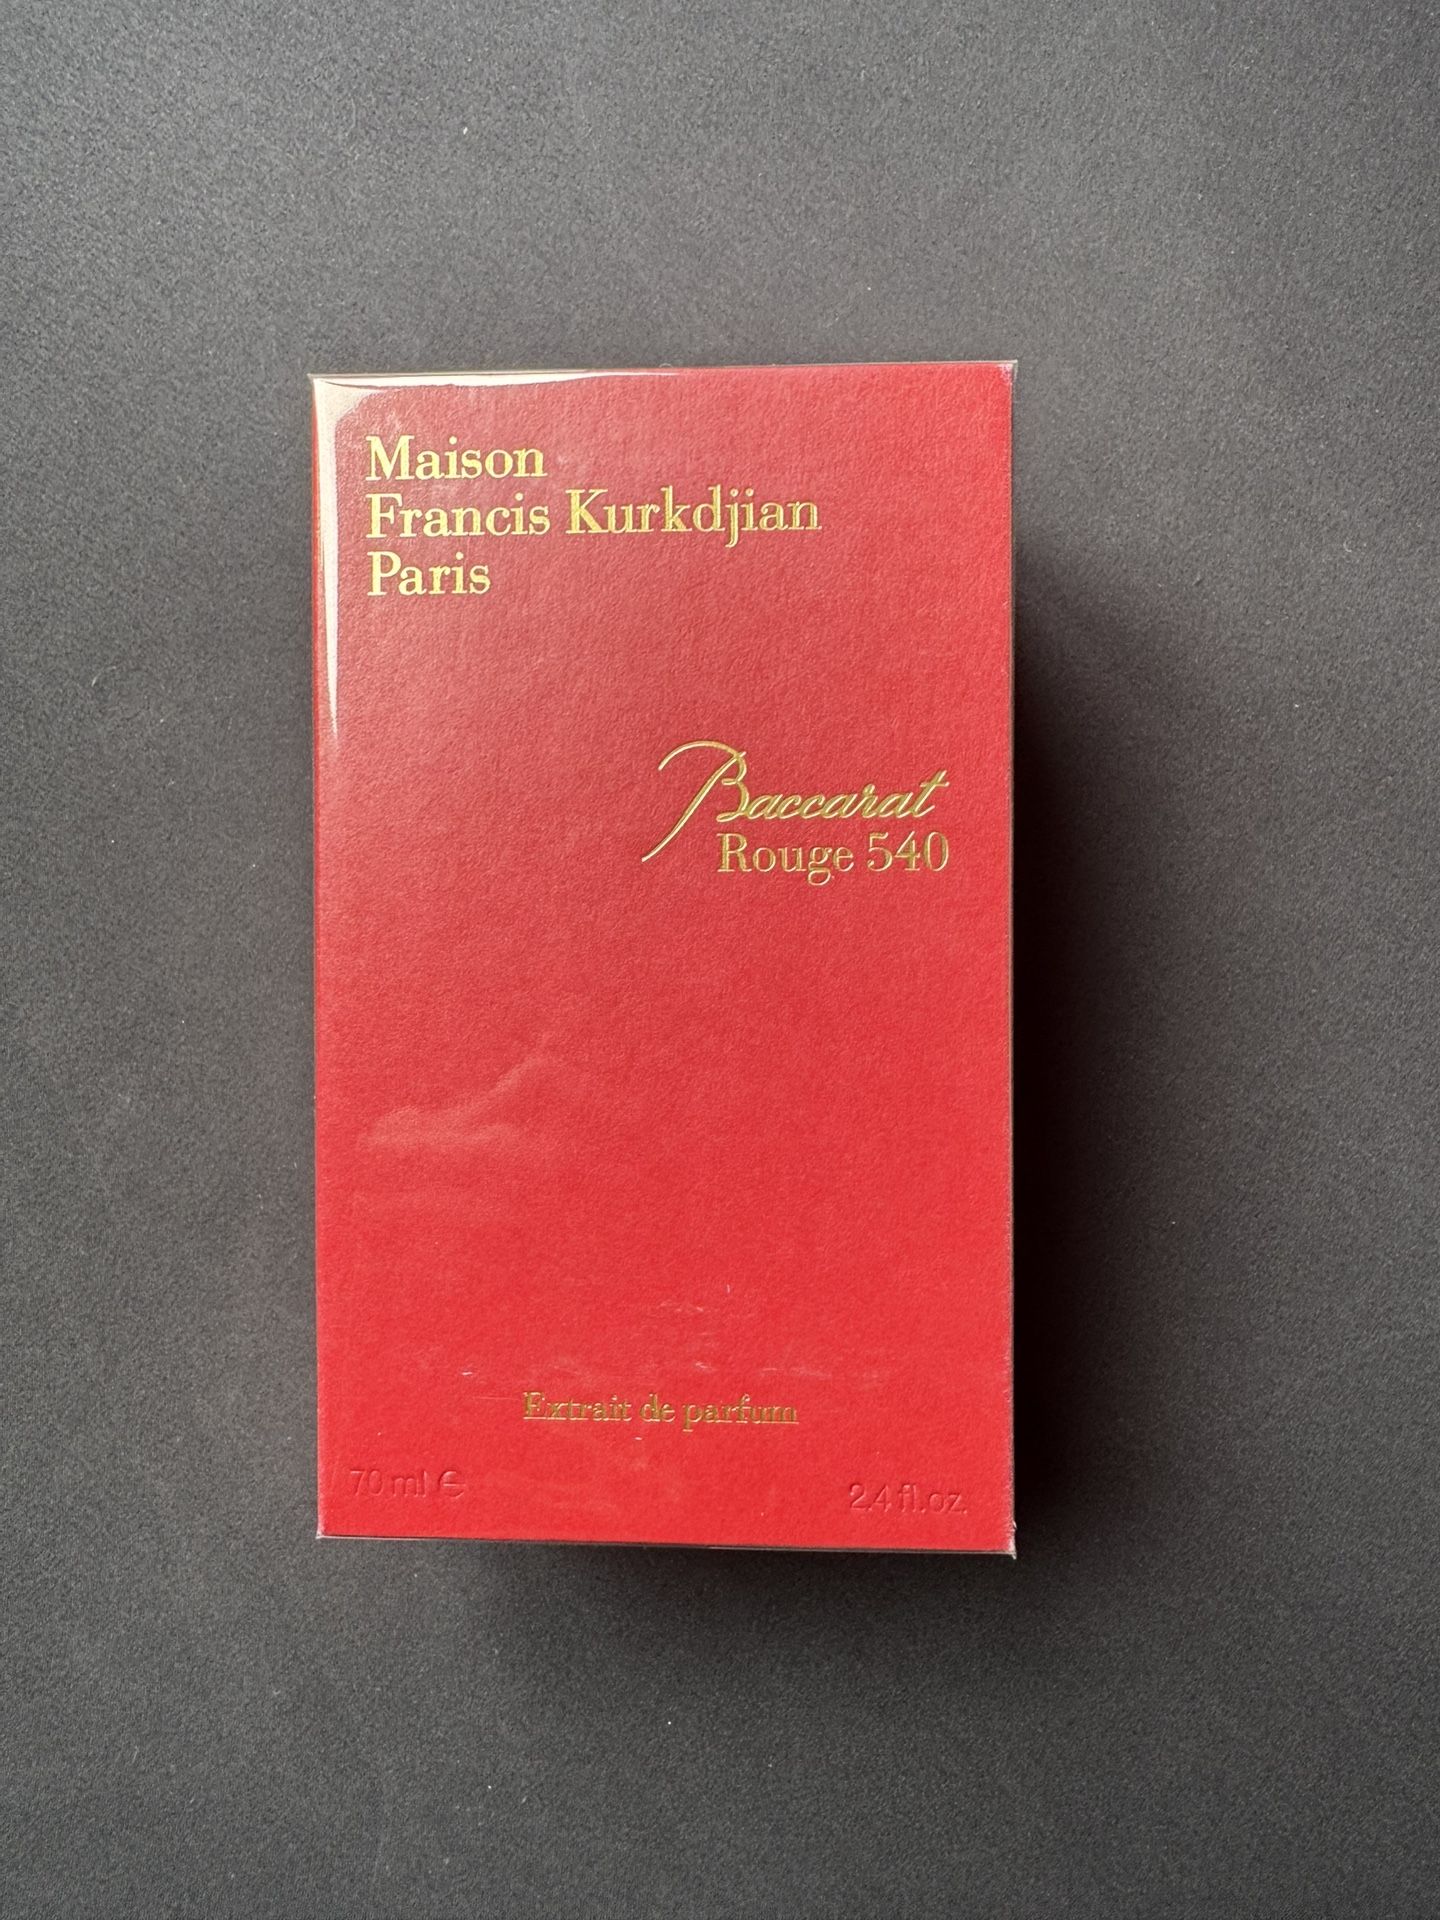 Maison
Francis Kurkdjian
Paris
Baccarat
Rouge 540
Extrait de parfum
70 ml ℮
2.4 fl.oz.